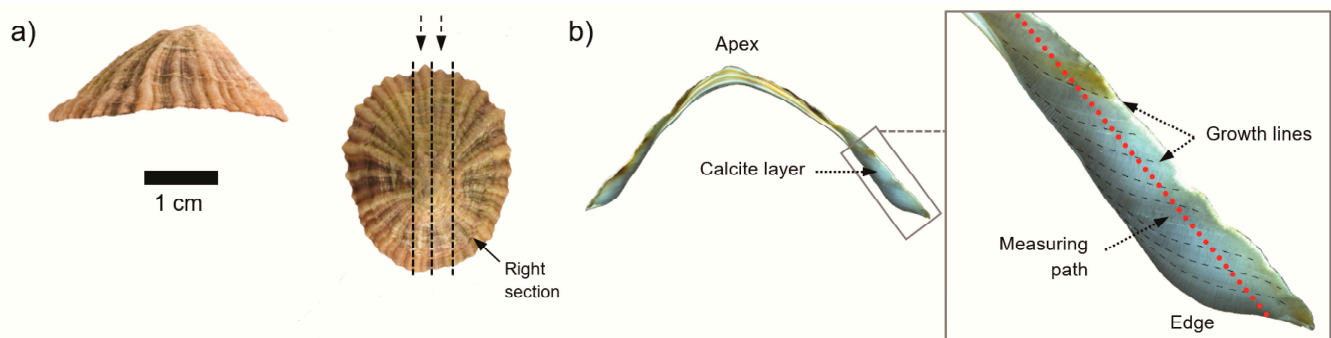 a)
1 cm
Right
section
b)
Apex
Calcite layer
Growth lines
Measuring
path
Edge